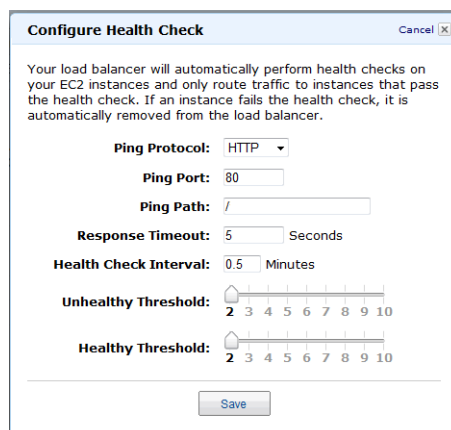 Configure Health Check Cancel X
Your load balancer will automatically perform health checks on
your EC2 instances and only route traffic to instances that pass
the health check. If an instance fails the health check, it is
automatically removed from the load balancer.
Ping Protocol: HTTP
Ping Port: 80
Ping Path: /
Response Timeout: 5 Seconds
Health Check Interval: 0.5 Minutes
Unhealthy Threshold:
2 3 4 5 6 7 8 9 10
Healthy Threshold:
2 3 4 5 6 7 8 9 10
Save